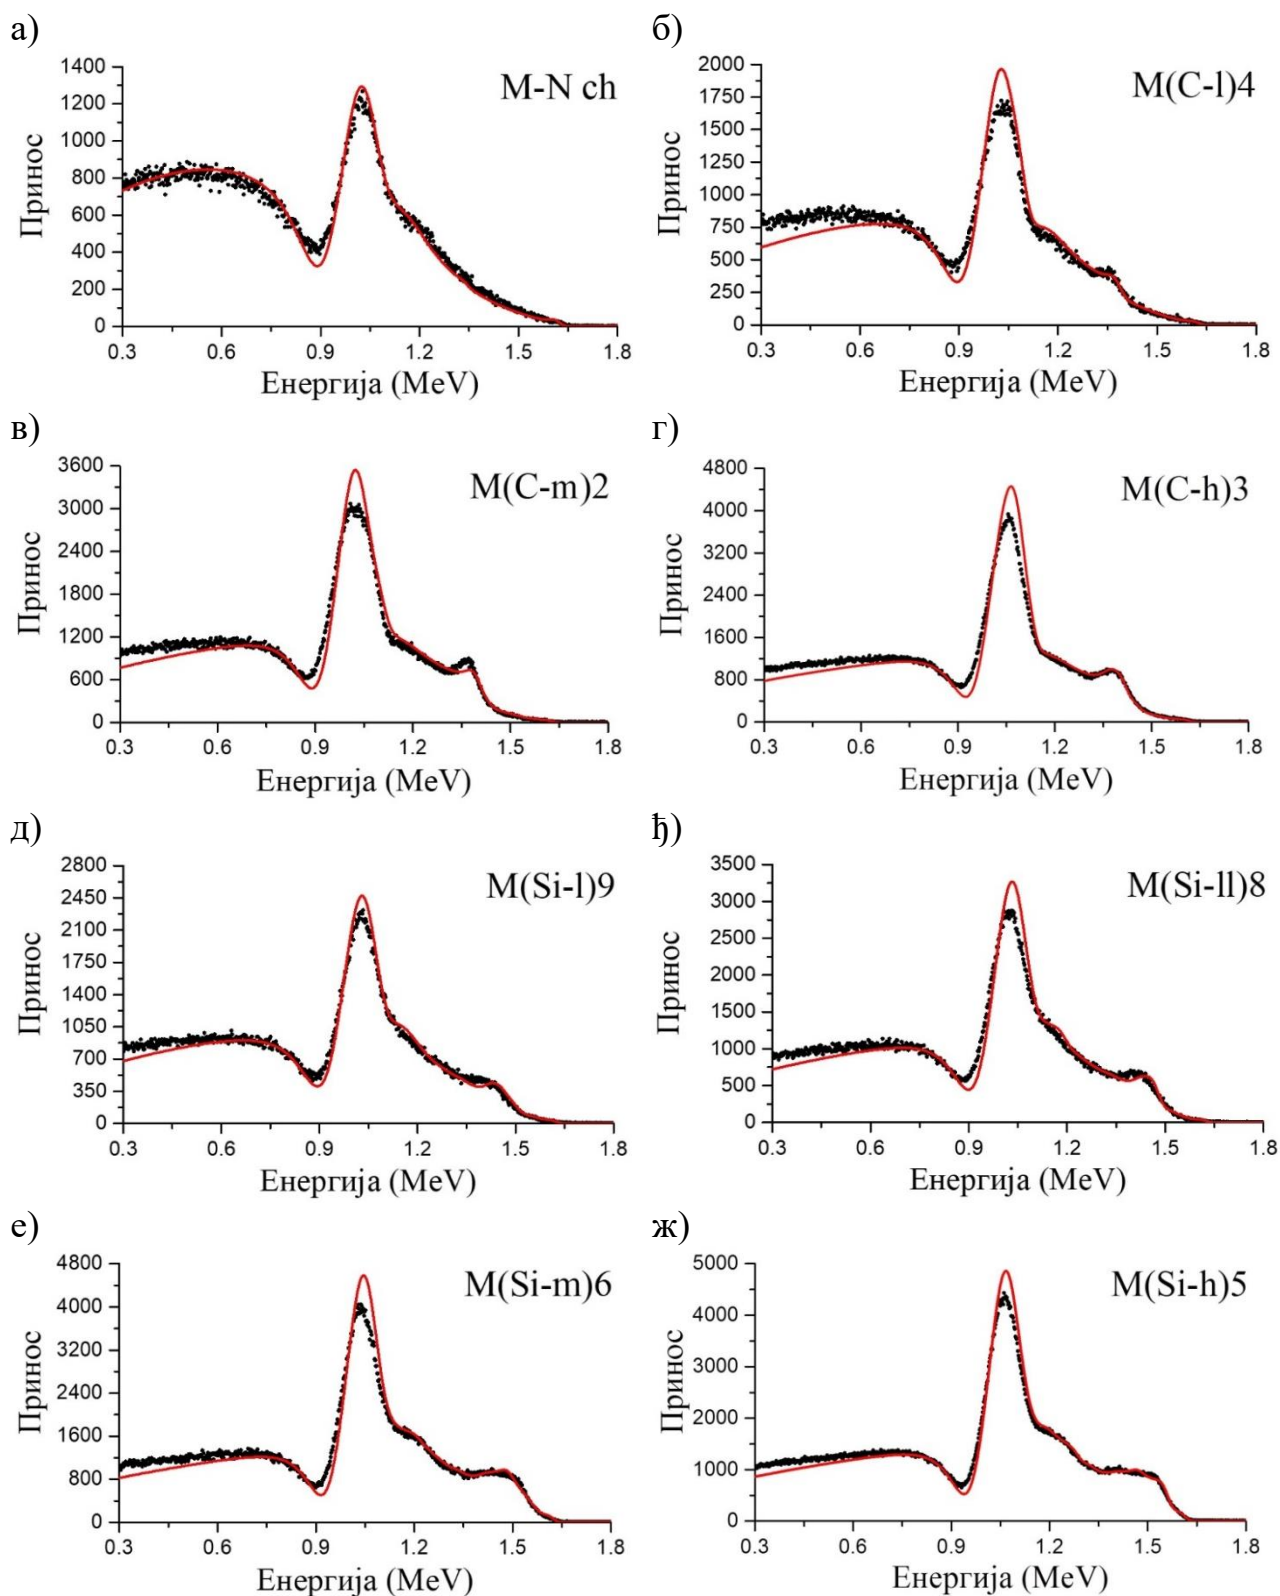 а)
M-N ch
1400
1200
1000
800
600
400
200
0
Принос
0.3 0.6 0.9 1.2 1.5 1.8
Енергија (MeV)
б)
M(C-l)4
2000
1750
1500
1250
1000
750
500
250
0
Принос
0.3 0.6 0.9 1.2 1.5 1.8
Енергија (MeV)
в)
M(C-m)2
3600
3000
2400
1800
1200
600
0
Принос
0.3 0.6 0.9 1.2 1.5 1.8
Енергија (MeV)
г)
M(C-h)3
4800
4000
3200
2400
1600
800
0
Принос
0.3 0.6 0.9 1.2 1.5 1.8
Енергија (MeV)
д)
M(Si-l)9
2800
2450
2100
1750
1400
1050
700
350
0
Принос
0.3 0.6 0.9 1.2 1.5 1.8
Енергија (MeV)
ђ)
M(Si-ll)8
3500
3000
2500
2000
1500
1000
500
0
Принос
0.3 0.6 0.9 1.2 1.5 1.8
Енергија (MeV)
е)
M(Si-m)6
4800
4000
3200
2400
1600
800
0
Принос
0.3 0.6 0.9 1.2 1.5 1.8
Енергија (MeV)
ж)
M(Si-h)5
5000
4000
3000
2000
1000
0
Принос
0.3 0.6 0.9 1.2 1.5 1.8
Енергија (MeV)